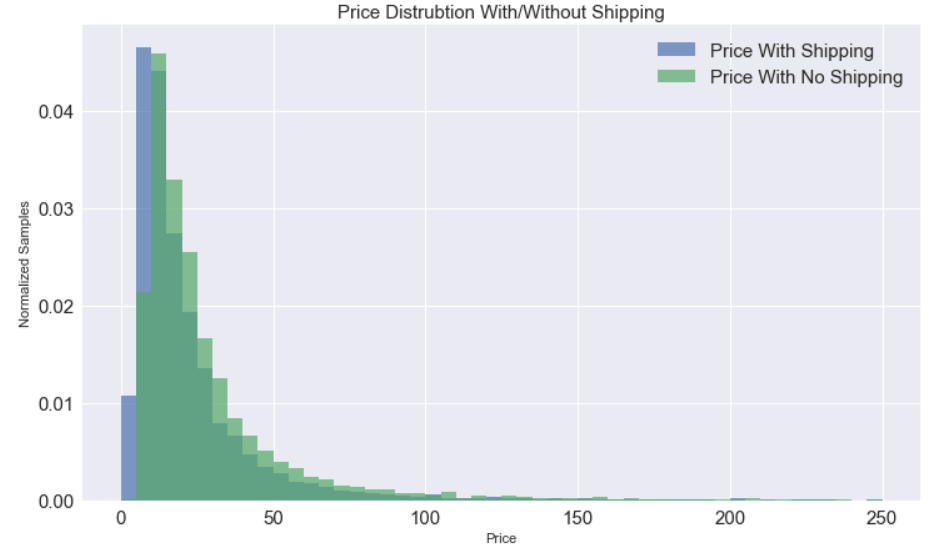 Price Distrubtion With/Without Shipping
Price With Shipping
Price With No Shipping
Normalized Samples
0.04
0.03
0.02
0.01
0.00
0 50 100 150 200 250
Price